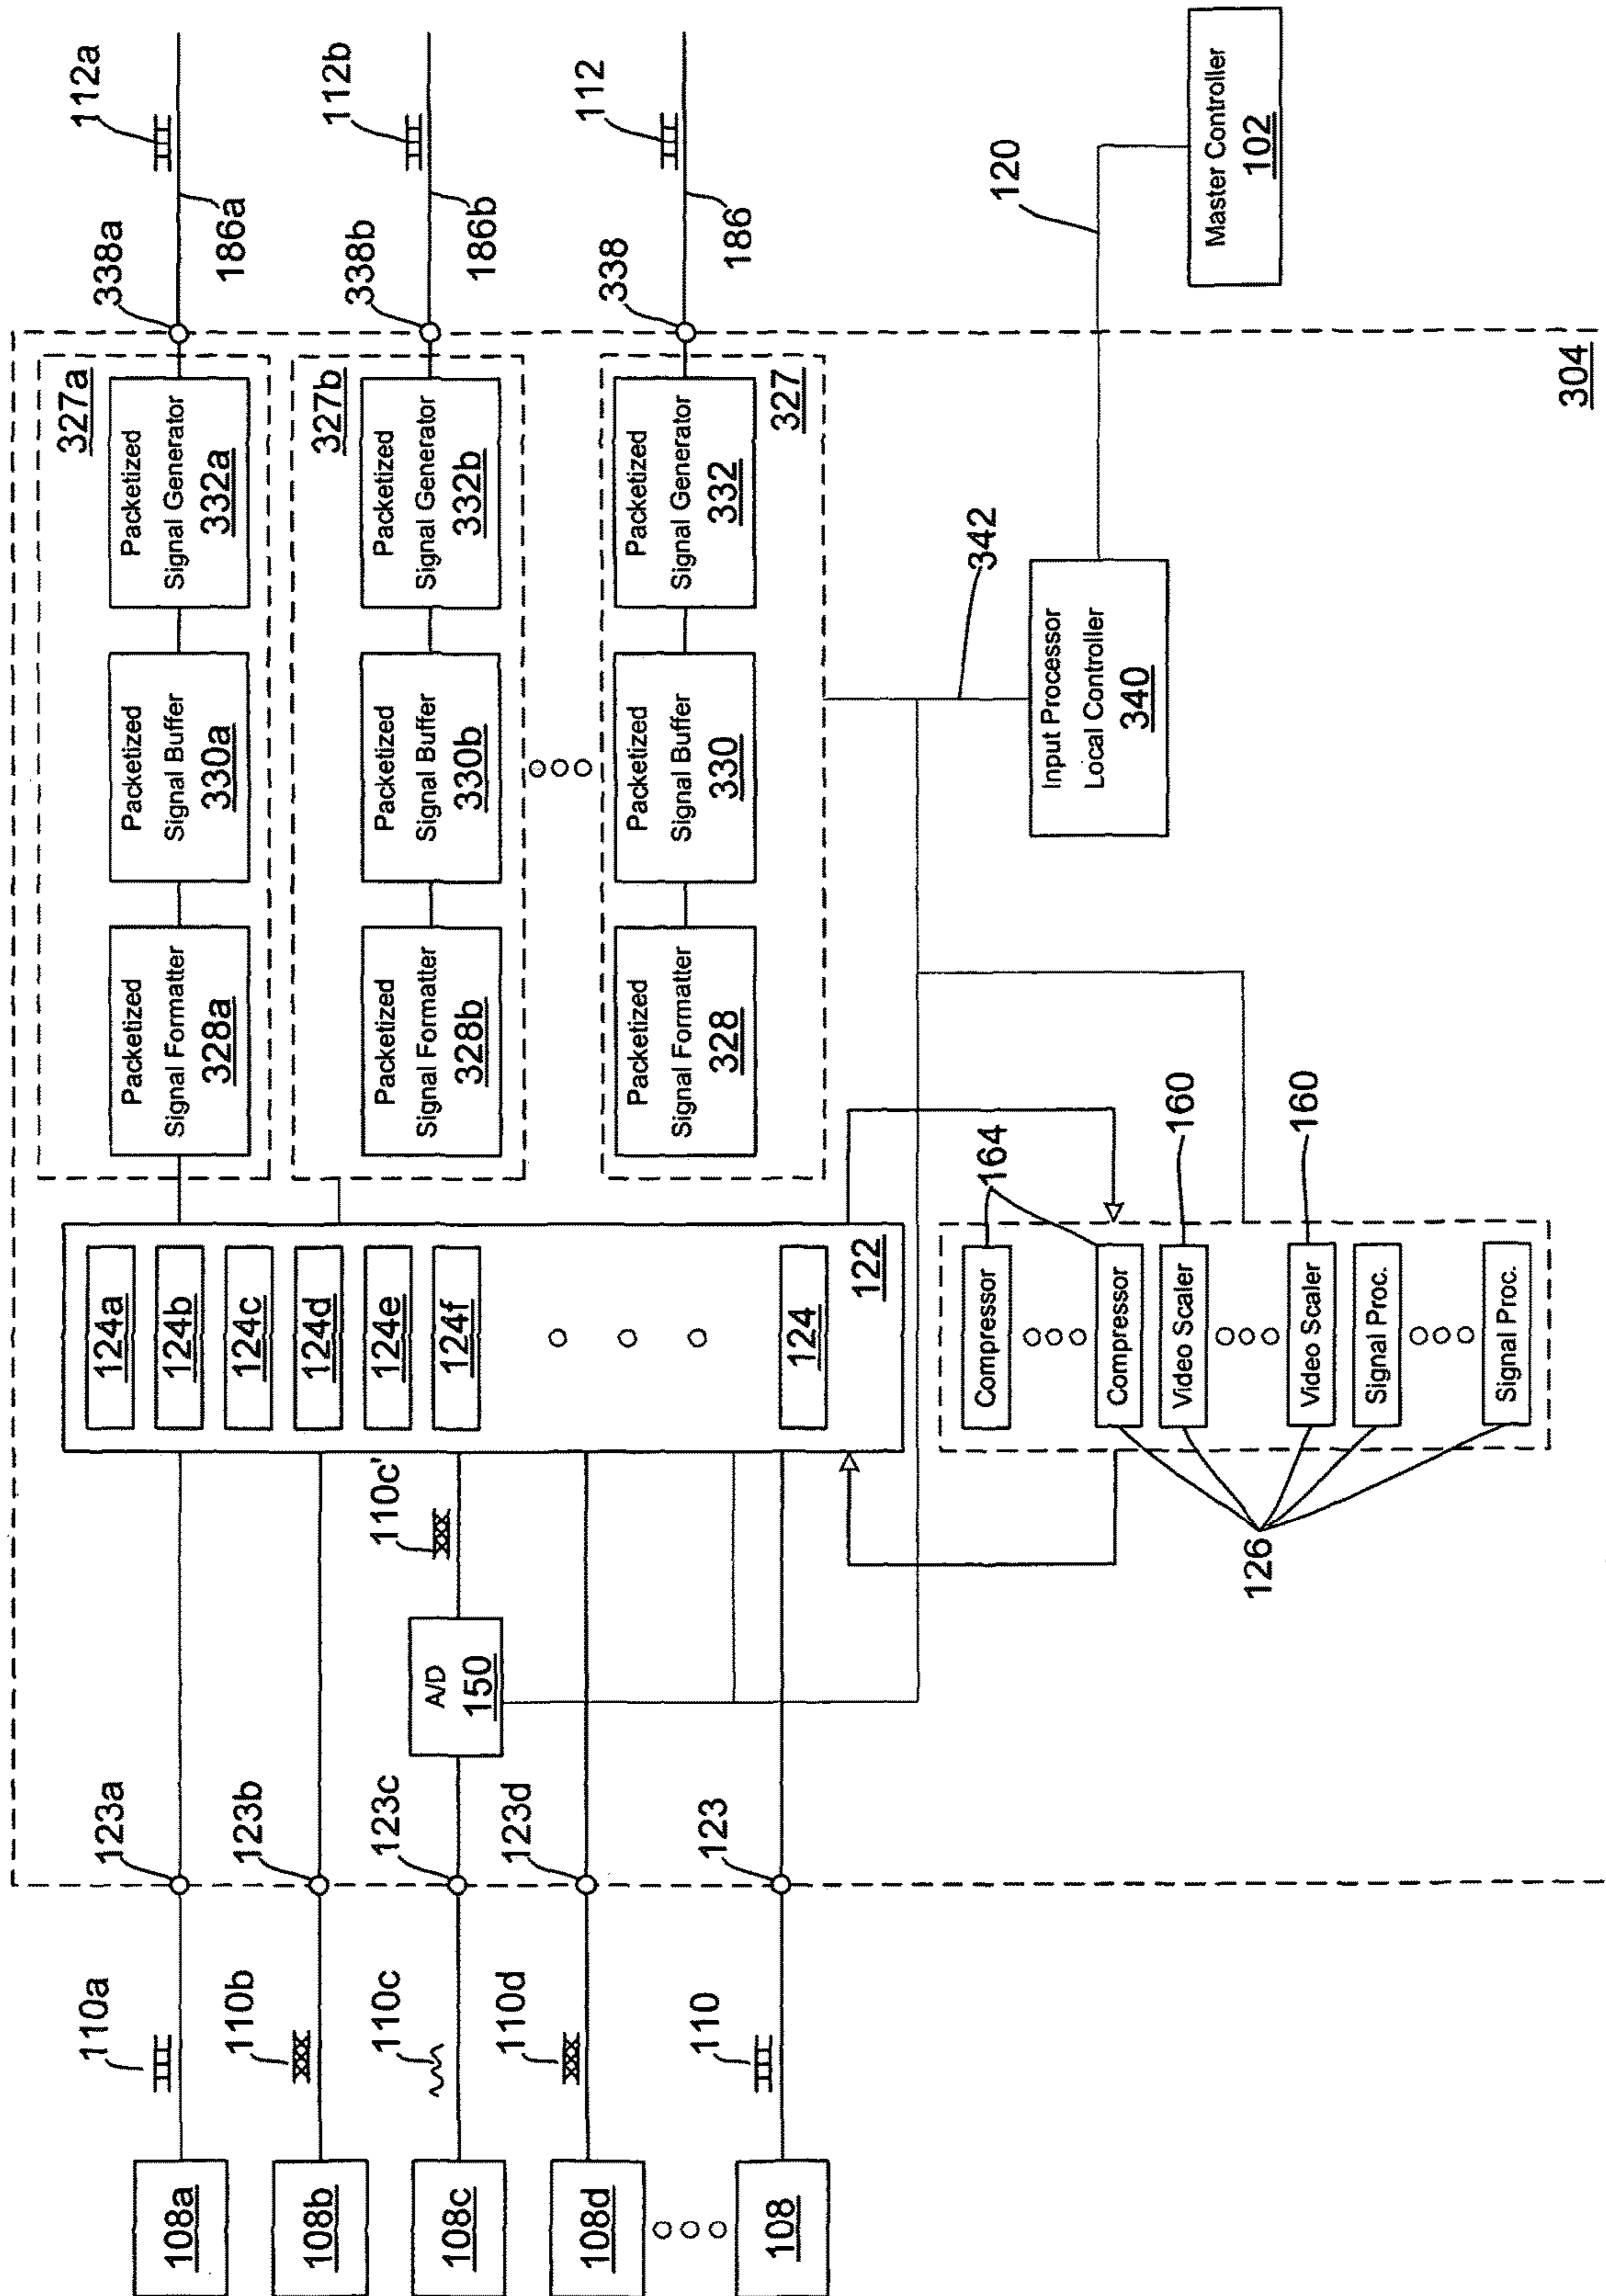 108a
108b
108c
108d
108
110a
110b
110c
110d
110
123a
123b
123c
123d
123
A/D
150
110c'
124a
124b
124c
124d
124e
124f
124
122
Packetized
Signal Formatter
328a
Packetized
Signal Buffer
330a
Packetized
Signal Generator
332a
327a
Packetized
Signal Formatter
328b
Packetized
Signal Buffer
330b
Packetized
Signal Generator
332b
327b
Packetized
Signal Formatter
328
Packetized
Signal Buffer
330
Packetized
Signal Generator
332
327
338a
338b
338
112a
112b
112
186a
186b
186
Compressor
Compressor
Video Scaler
Video Scaler
Signal Proc.
Signal Proc.
164
160
160
126
342
Input Processor
Local Controller
340
120
Master Controller
102
304